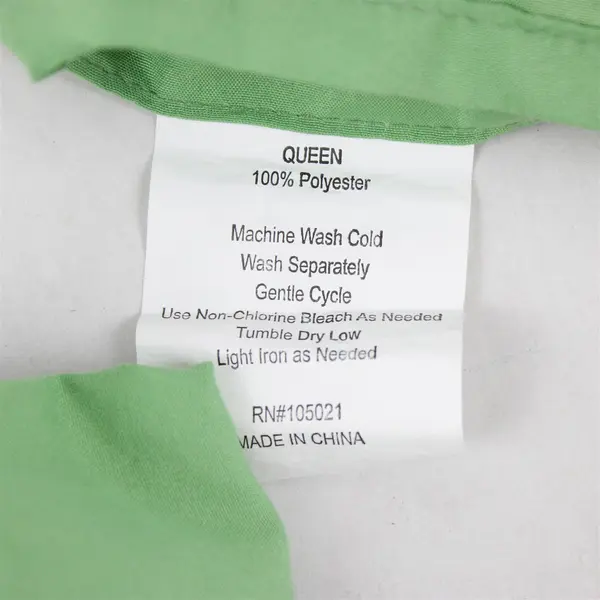 QUEEN
100% Polyester
Machine Wash Cold
Wash Separately
Gentle Cycle
Use Non-Chlorine Bleach As Needed
Tumble Dry Low
Light Iron as Needed
RN#105021
MADE IN CHINA